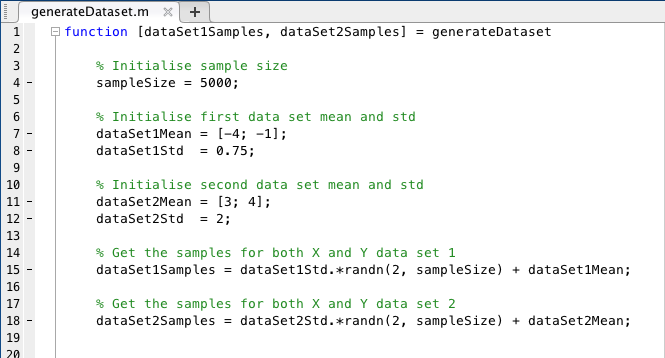 generateDataset.m × +
1 function [dataSet1Samples, dataSet2Samples] = generateDataset
2
3 % Initialise sample size
4 - sampleSize = 5000;
5
6 % Initialise first data set mean and std
7 - dataSet1Mean = [-4; -1];
8 - dataSet1Std  = 0.75;
9
10 % Initialise second data set mean and std
11 - dataSet2Mean = [3; 4];
12 - dataSet2Std  = 2;
13
14 % Get the samples for both X and Y data set 1
15 - dataSet1Samples = dataSet1Std.*randn(2, sampleSize) + dataSet1Mean;
16
17 % Get the samples for both X and Y data set 2
18 - dataSet2Samples = dataSet2Std.*randn(2, sampleSize) + dataSet2Mean;
19
20